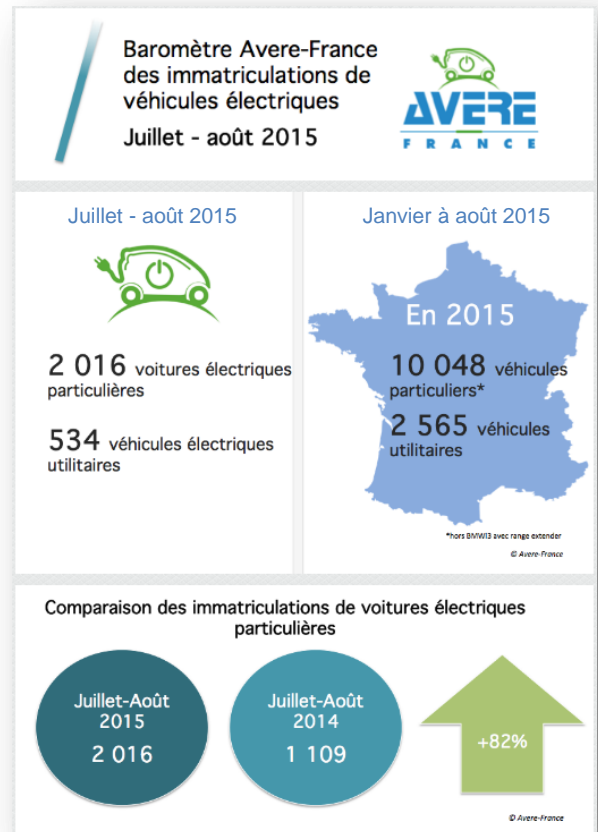 Baromètre Avere-France
des immatriculations de
véhicules électriques
Juillet - août 2015
AVERE
FRANCE
Juillet - août 2015
2 016 voitures électriques
particulières
534 véhicules électriques
utilitaires
Janvier à août 2015
En 2015
10 048 véhicules
particuliers*
2 565 véhicules
utilitaires
*hors BMWI3 avec range extender
© Avere-France
Comparaison des immatriculations de voitures électriques
particulières
Juillet-Août
2015
2 016
Juillet-Août
2014
1 109
+82%
© Avere-France